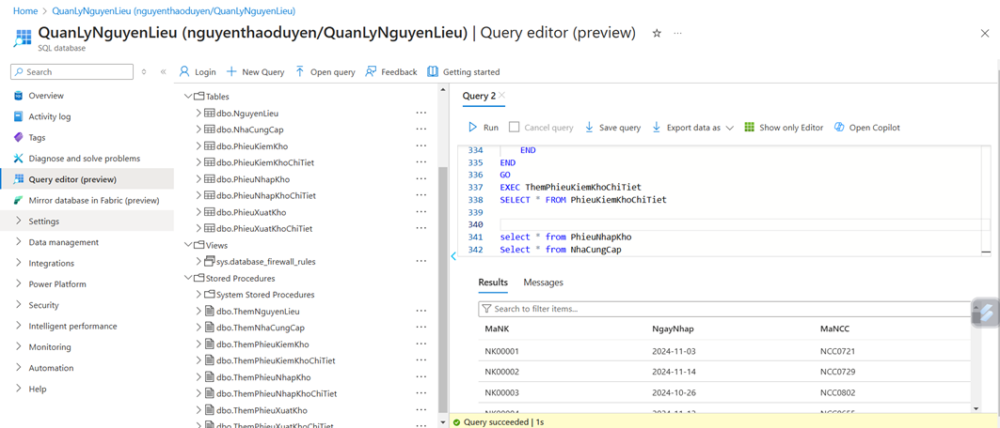 Home > QuanLyNguyenLieu (nguyenthaoduyen/QuanLyNguyenLieu)
QuanLyNguyenLieu (nguyenthaoduyen/QuanLyNguyenLieu) | Query editor (preview)
SQL database
Search
Overview
Activity log
Tags
Diagnose and solve problems
Query editor (preview)
Mirror database in Fabric (preview)
Settings
Data management
Integrations
Power Platform
Security
Intelligent performance
Monitoring
Automation
Help
Login New Query Open query Feedback Getting started
Tables
dbo.NguyenLieu
dbo.NhaCungCap
dbo.PhieuKiemKho
dbo.PhieuKiemKhoChiTiet
dbo.PhieuNhapKho
dbo.PhieuNhapKhoChiTiet
dbo.PhieuXuatKho
dbo.PhieuXuatKhoChiTiet
Views
sys.database_firewall_rules
Stored Procedures
System Stored Procedures
dbo.ThemNguyenLieu
dbo.ThemNhaCungCap
dbo.ThemPhieuKiemKho
dbo.ThemPhieuKiemKhoChiTiet
dbo.ThemPhieuNhapKho
dbo.ThemPhieuNhapKhoChiTiet
dbo.ThemPhieuXuatKho
dbo.ThemPhieuXuatKhoChiTiet
Query 2
Run Cancel query Save query Export data as Show only Editor Open Copilot
334 END
335 END
336 GO
337 EXEC ThemPhieuKiemKhoChiTiet
338 SELECT * FROM PhieuKiemKhoChiTiet
339
340
341 select * from PhieuNhapKho
342 Select * from NhaCungCap
Results Messages
Search to filter items...
MaNK NgayNhap MaNCC
NK00001 2024-11-03 NCC0721
NK00002 2024-11-14 NCC0729
NK00003 2024-10-26 NCC0802
Query succeeded | 1s